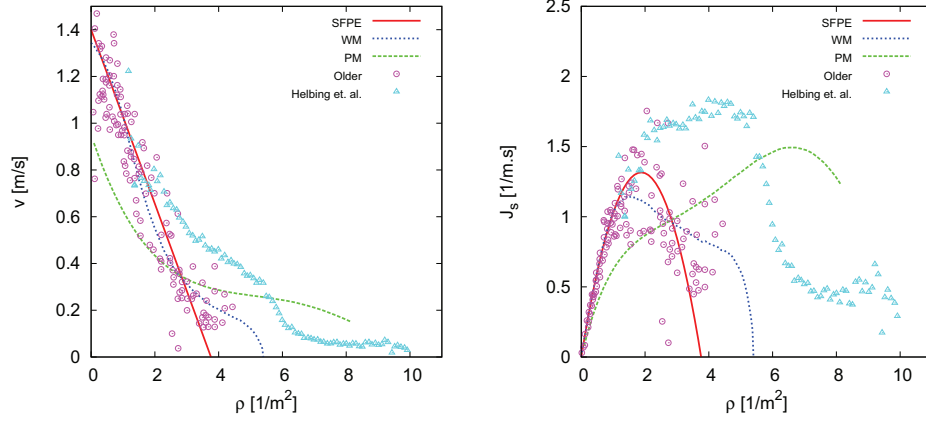 1.4
1.2
1
0.8
0.6
0.4
0.2
0
0 2 4 6 8 10
v [m/s]
ρ [1/m²]
SFPE
WM
PM
Older
Helbing et. al.
2.5
2
1.5
1
0.5
0
0 2 4 6 8 10
Js [1/m.s]
ρ [1/m²]
SFPE
WM
PM
Older
Helbing et. al.